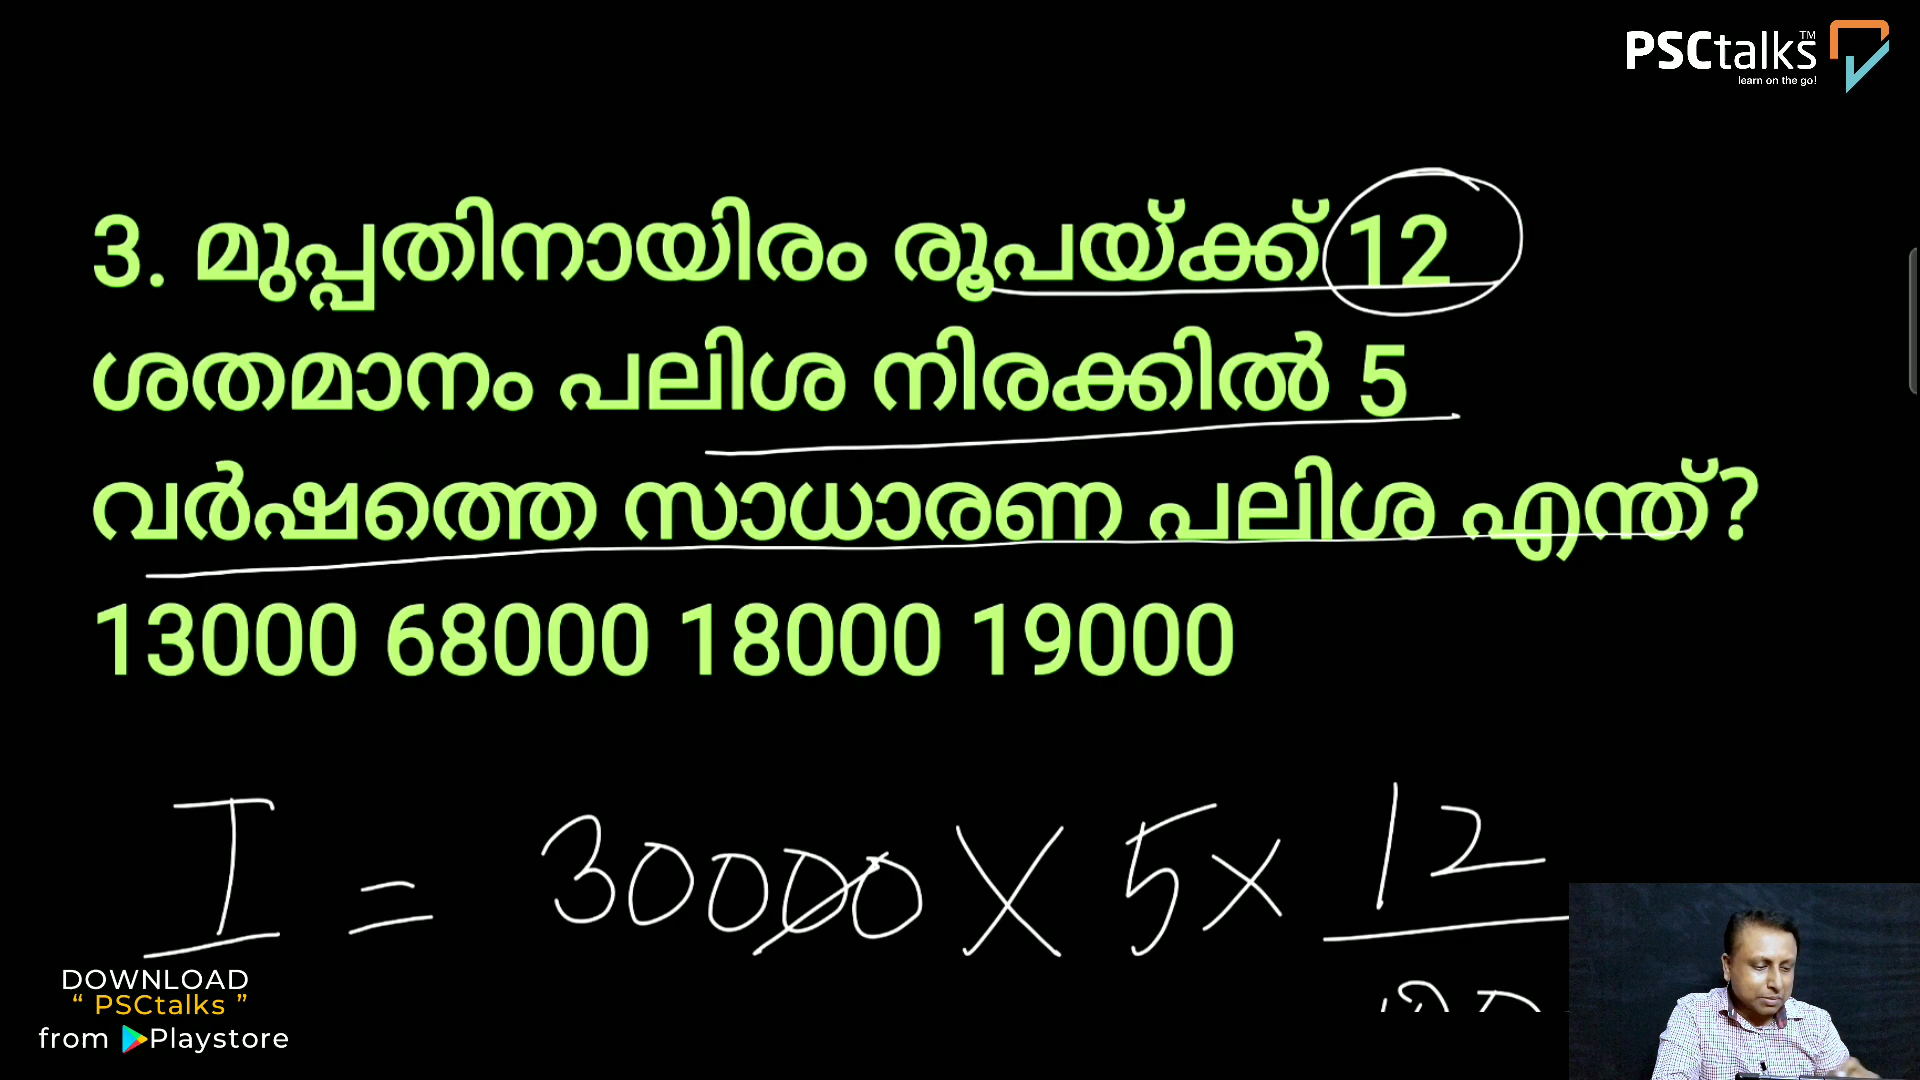 PSCtalks™
learn on the go!
3. മുപ്പതിനായിരം രൂപയ്ക്ക് 12
ശതമാനം പലിശ നിരക്കിൽ 5
വർഷത്തെ സാധാരണ പലിശ എന്ത്?
13000 68000 18000 19000
I = 30000 X 5 x 12
DOWNLOAD
“ PSCtalks ”
from Playstore